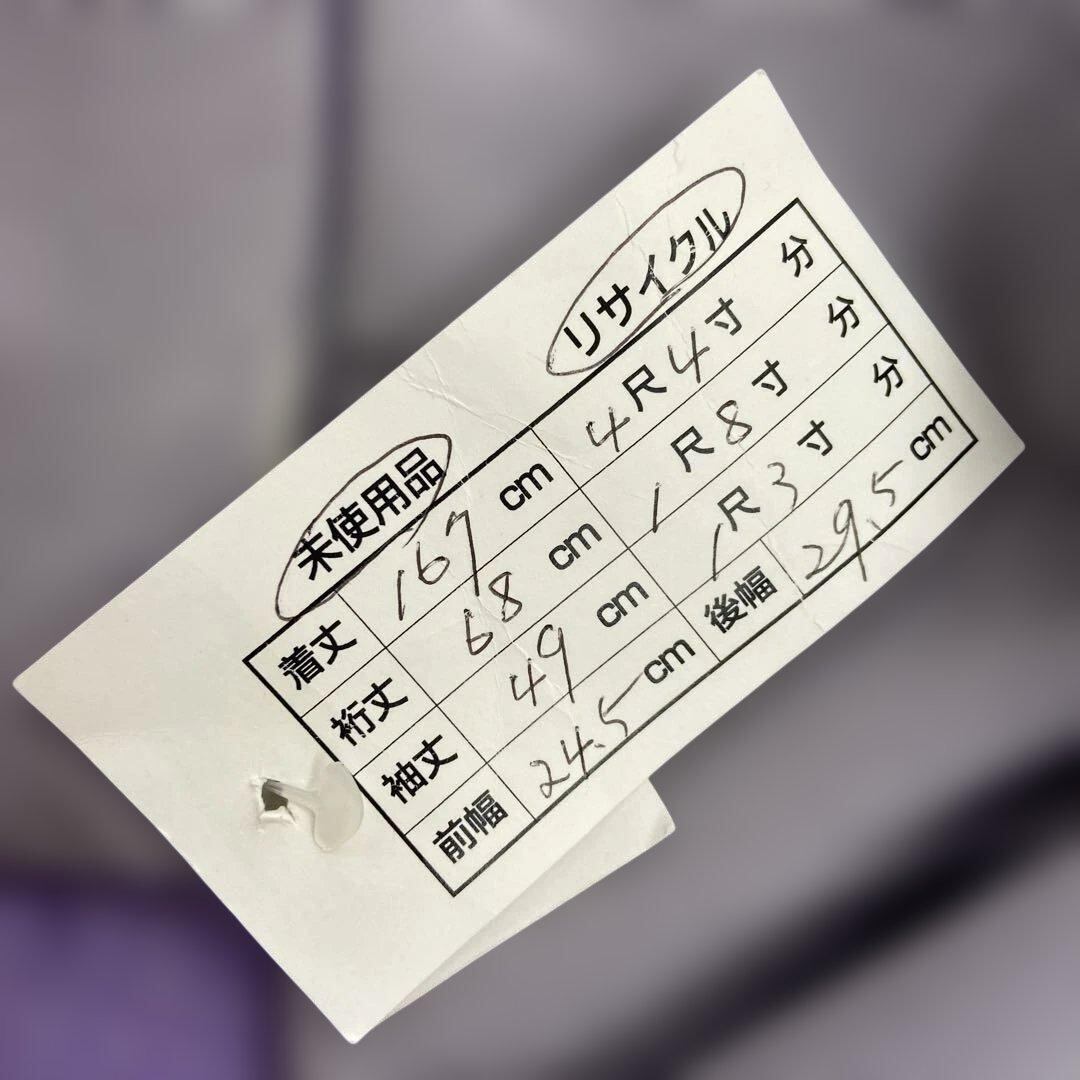 未使用品 リサイクル
着丈 167 cm 4尺4寸 分
裄丈 68 cm 1尺8寸 分
袖丈 49 cm 1尺3寸 分
前幅 24.5 cm 後幅 29.5 cm